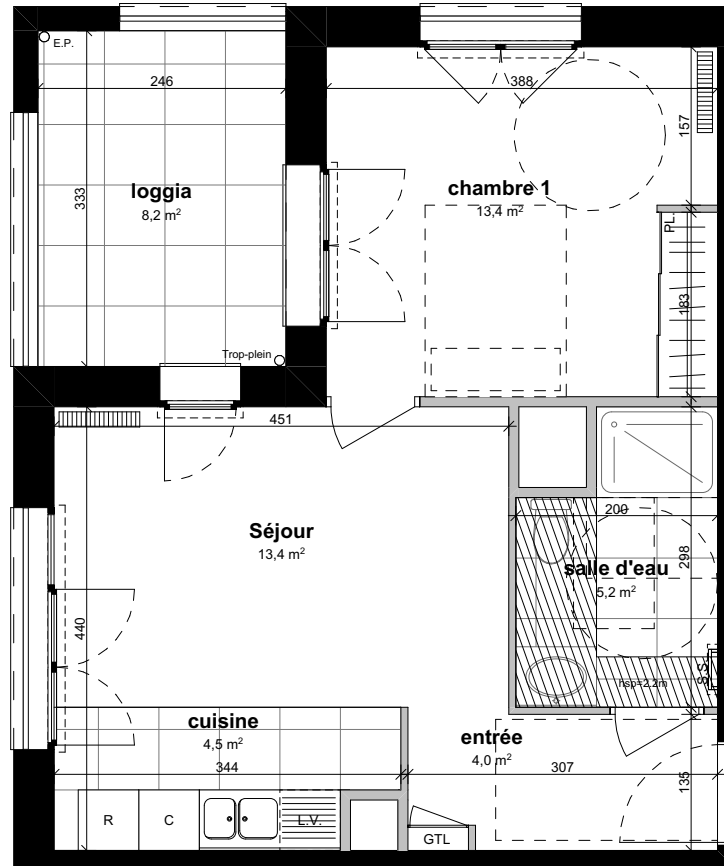 E.P.
246
388
157
333
loggia
8,2 m²
chambre 1
13,4 m²
PL.
183
Trop-plein
451
200
Séjour
13,4 m²
salle d'eau
5,2 m²
298
440
S.S.
hsp=2.2m
cuisine
4,5 m²
entrée
4,0 m²
344
307
135
R
C
L.V.
GTL